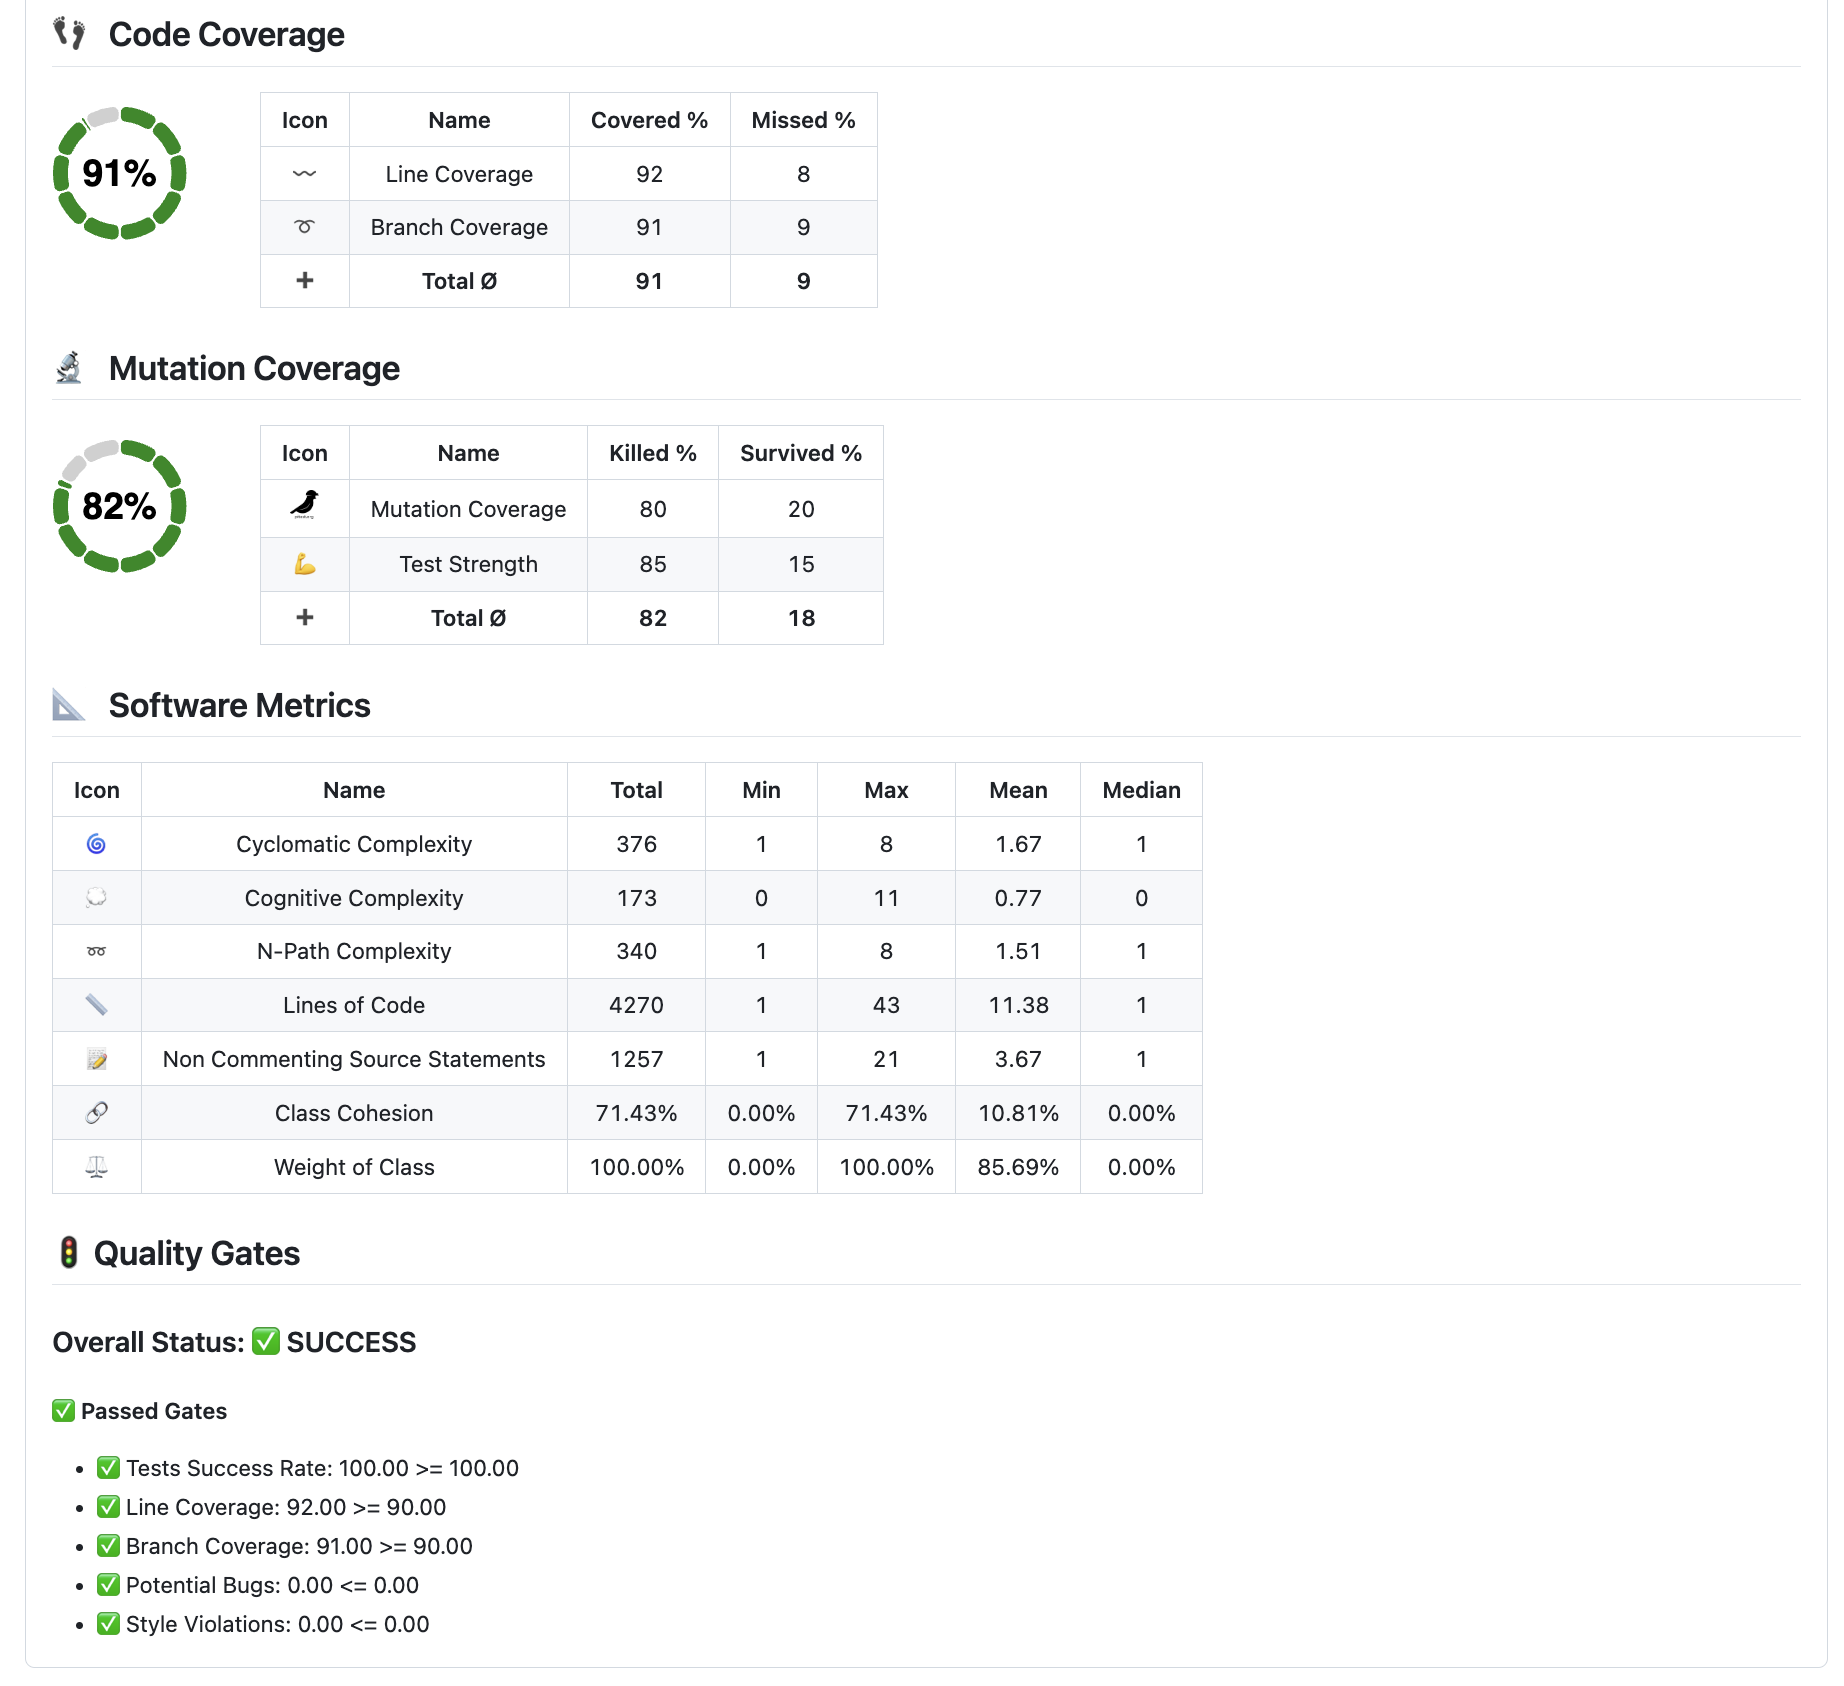 Code Coverage
91%
Icon Name Covered % Missed %
Line Coverage 92 8
Branch Coverage 91 9
Total Ø 91 9
Mutation Coverage
82%
Icon Name Killed % Survived %
Mutation Coverage 80 20
Test Strength 85 15
Total Ø 82 18
Software Metrics
Icon Name Total Min Max Mean Median
Cyclomatic Complexity 376 1 8 1.67 1
Cognitive Complexity 173 0 11 0.77 0
N-Path Complexity 340 1 8 1.51 1
Lines of Code 4270 1 43 11.38 1
Non Commenting Source Statements 1257 1 21 3.67 1
Class Cohesion 71.43% 0.00% 71.43% 10.81% 0.00%
Weight of Class 100.00% 0.00% 100.00% 85.69% 0.00%
Quality Gates
Overall Status: ✅ SUCCESS
✅ Passed Gates
• ✅ Tests Success Rate: 100.00 >= 100.00
• ✅ Line Coverage: 92.00 >= 90.00
• ✅ Branch Coverage: 91.00 >= 90.00
• ✅ Potential Bugs: 0.00 <= 0.00
• ✅ Style Violations: 0.00 <= 0.00